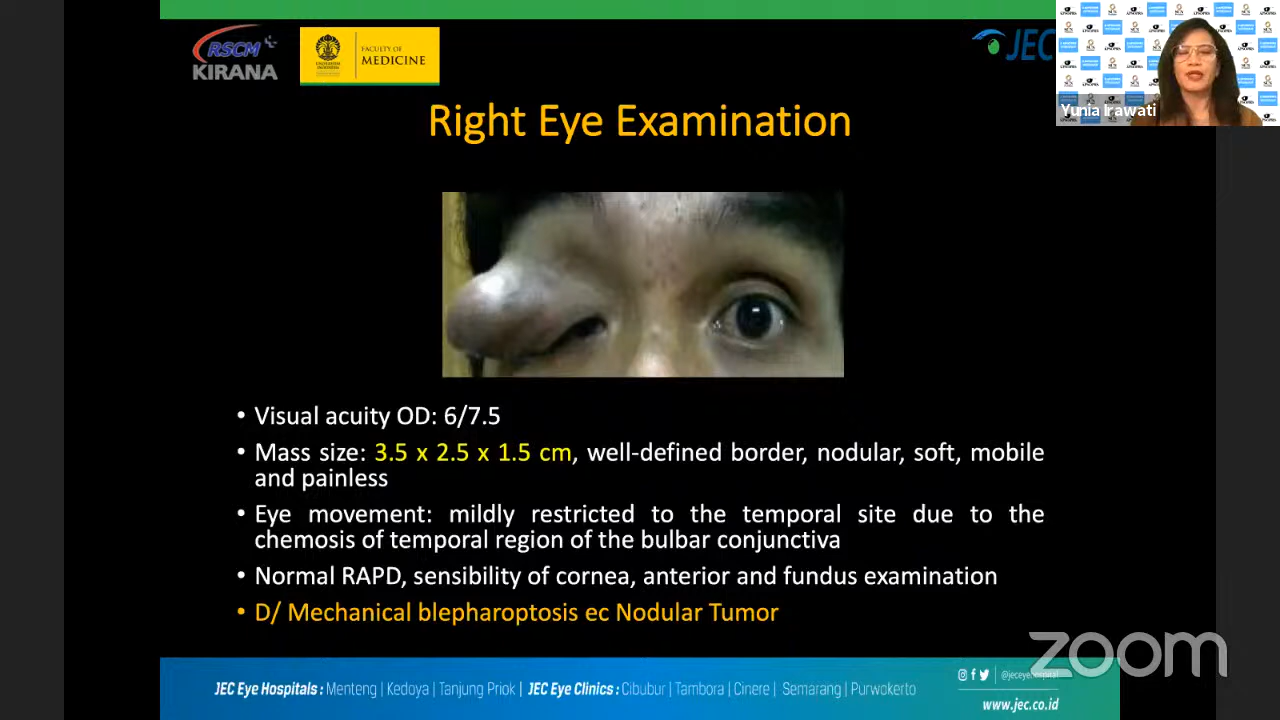 RSCM
KIRANA
FACULTY OF
MEDICINE
JEC
Yunia Irawati
Right Eye Examination
• Visual acuity OD: 6/7.5
• Mass size: 3.5 x 2.5 x 1.5 cm, well-defined border, nodular, soft, mobile
and painless
• Eye movement: mildly restricted to the temporal site due to the
chemosis of temporal region of the bulbar conjunctiva
• Normal RAPD, sensibility of cornea, anterior and fundus examination
• D/ Mechanical blepharoptosis ec Nodular Tumor
zoom
JEC Eye Hospitals : Menteng | Kedoya | Tanjung Priok | JEC Eye Clinics : Cibubur | Tambora | Cinere | Semarang | Purwokerto
@jeceyehospital
www.jec.co.id